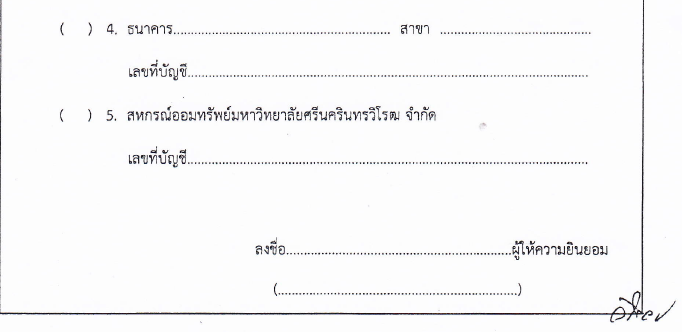 ( ) 4. ธนาคาร.................................................... สาขา ....................................
เลขที่บัญชี................................................................................................
( ) 5. สหกรณ์ออมทรัพย์มหาวิทยาลัยศรีนครินทรวิโรฒ จำกัด
เลขที่บัญชี................................................................................................
ลงชื่อ......................................................ผู้ให้ความยินยอม
(..........................................................)